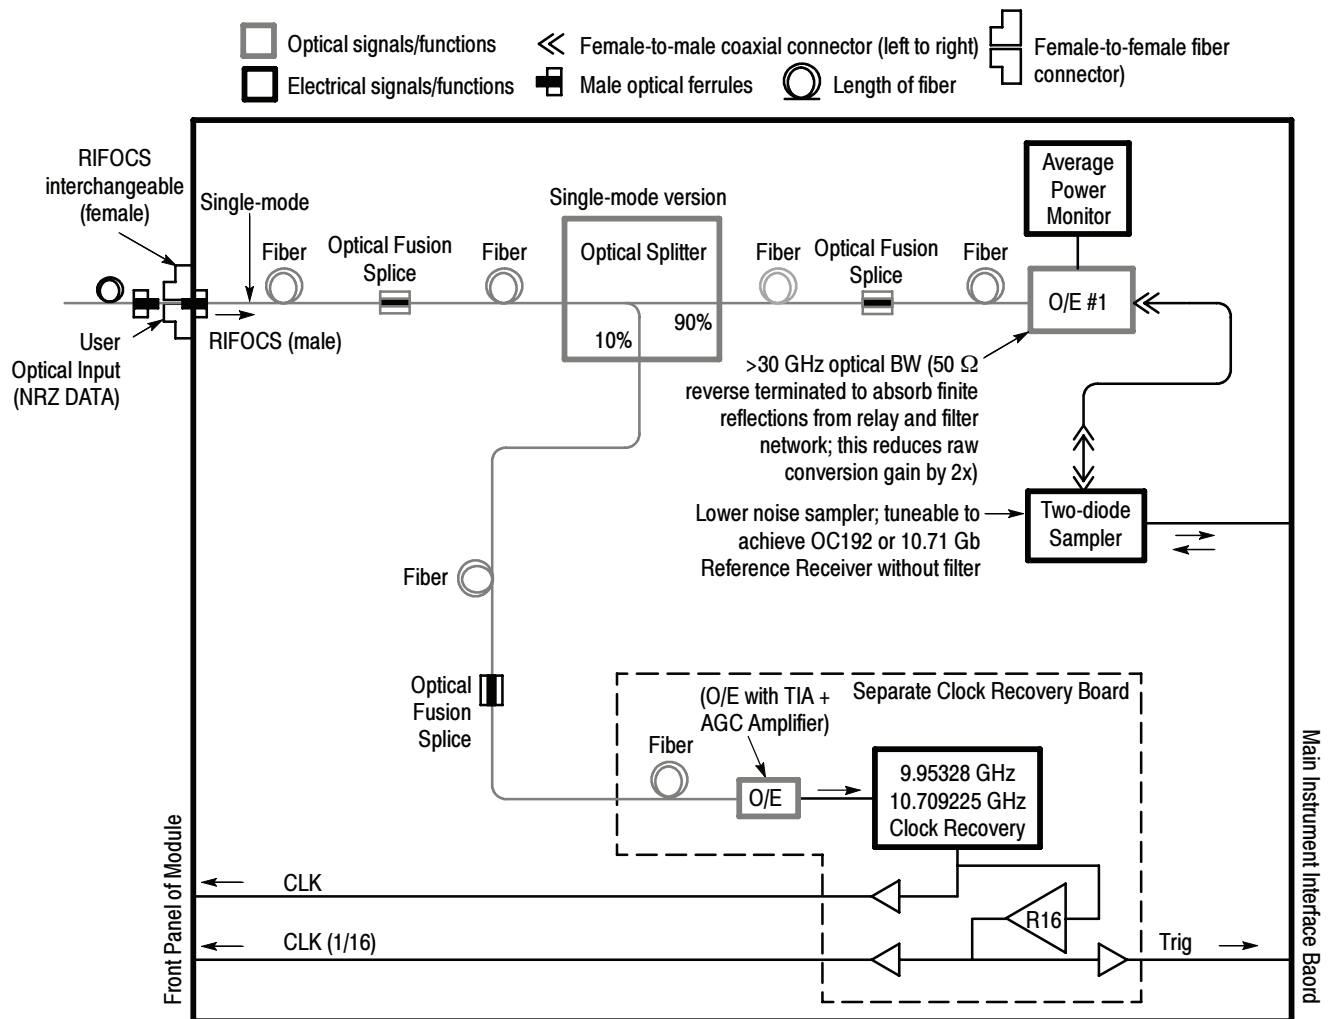 Optical signals/functions
Electrical signals/functions
Female-to-male coaxial connector (left to right)
Male optical ferrules
Length of fiber
Female-to-female fiber
connector)
RIFOCS
interchangeable
(female)
Single-mode
Fiber
Optical Fusion
Splice
Fiber
Single-mode version
Optical Splitter
90%
10%
Fiber
Optical Fusion
Splice
Fiber
Average
Power
Monitor
O/E #1
RIFOCS (male)
User
Optical Input
(NRZ DATA)
>30 GHz optical BW (50 Ω
reverse terminated to absorb finite
reflections from relay and filter
network; this reduces raw
conversion gain by 2x)
Lower noise sampler; tuneable to
achieve OC192 or 10.71 Gb
Reference Receiver without filter
Two-diode
Sampler
Fiber
Optical
Fusion
Splice
(O/E with TIA +
AGC Amplifier)
Separate Clock Recovery Board
Fiber
O/E
9.95328 GHz
10.709225 GHz
Clock Recovery
CLK
R16
CLK (1/16)
Trig
Front Panel of Module
Main Instrument Interface Baord